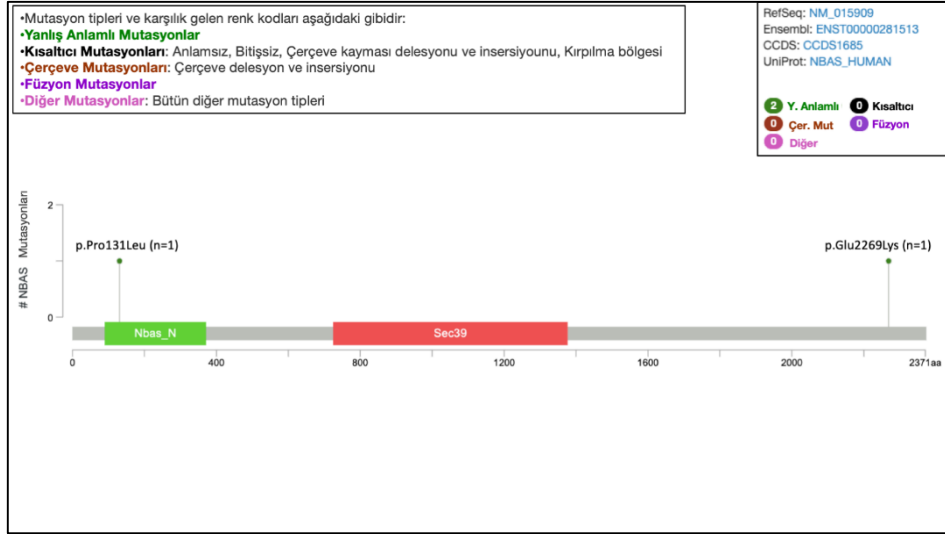 •Mutasyon tipleri ve karşılık gelen renk kodları aşağıdaki gibidir:
•Yanlış Anlamlı Mutasyonlar
•Kısaltıcı Mutasyonları: Anlamsız, Bitişsiz, Çerçeve kayması delesyonu ve insersiyounu, Kırpılma bölgesi
•Çerçeve Mutasyonları: Çerçeve delesyon ve insersiyonu
•Füzyon Mutasyonlar
•Diğer Mutasyonlar: Bütün diğer mutasyon tipleri
RefSeq: NM_015909
Ensembl: ENST00000281513
CCDS: CCDS1685
UniProt: NBAS_HUMAN
2 Y. Anlamlı 0 Kısaltıcı
0 Çer. Mut 0 Füzyon
0 Diğer
# NBAS Mutasyonları
2
0
p.Pro131Leu (n=1)
p.Glu2269Lys (n=1)
Nbas_N
Sec39
0 400 800 1200 1600 2000 2371aa